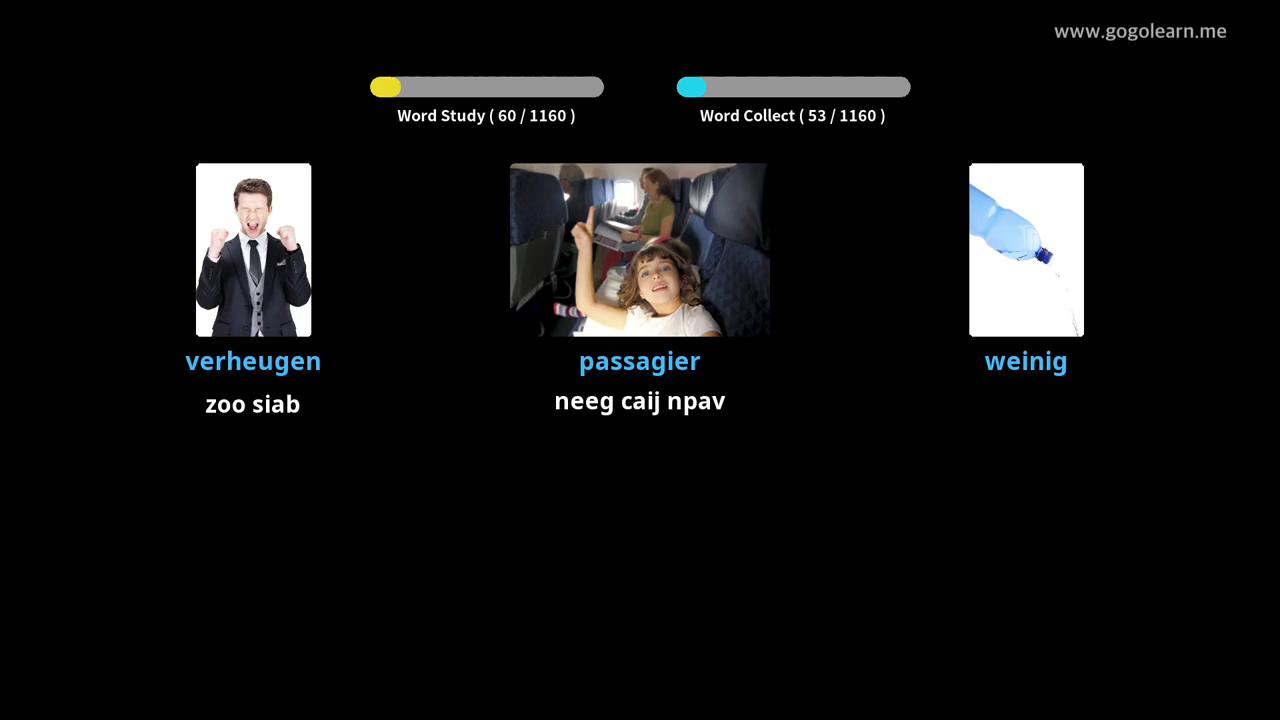 www.gogolearn.me
Word Study ( 60 / 1160 )
Word Collect ( 53 / 1160 )
verheugen
passagier
weinig
zoo siab
neeg caij npav